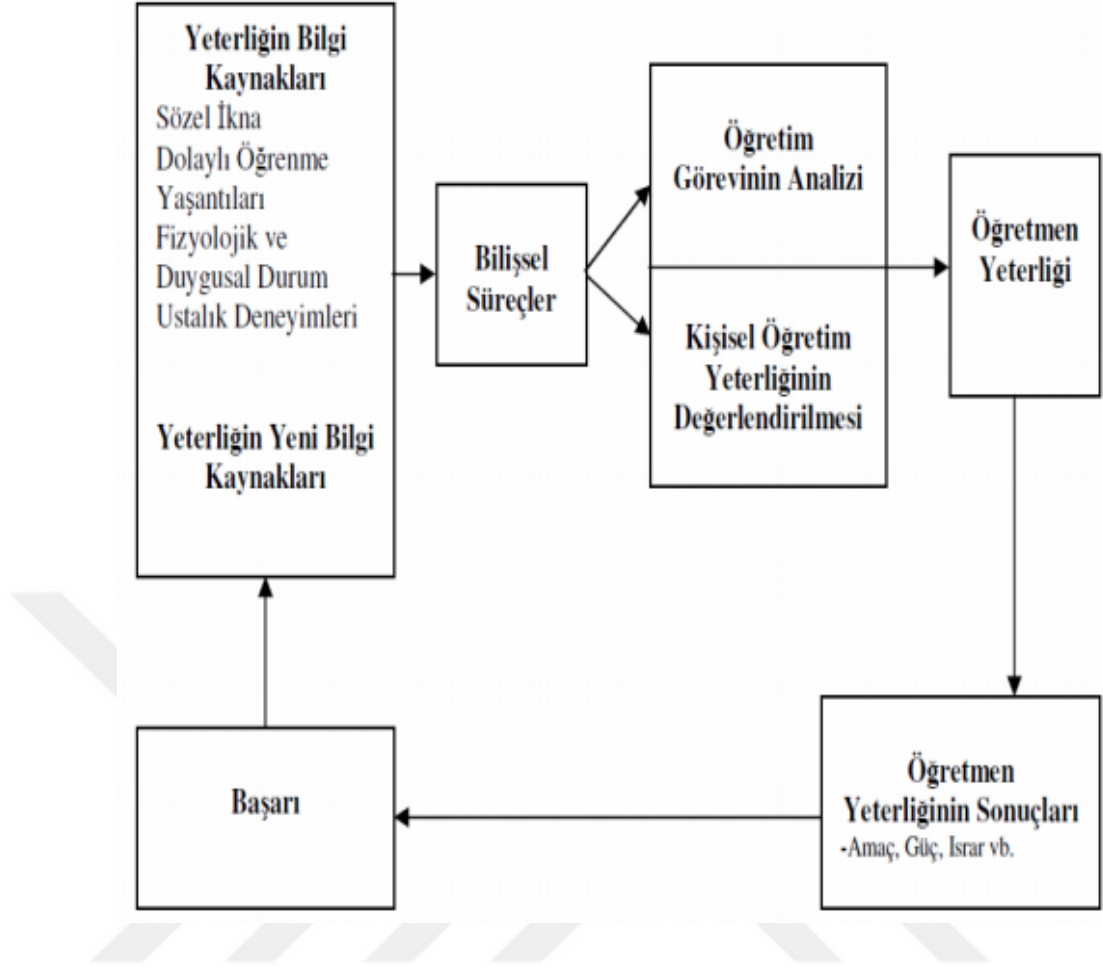 Yeterliğin Bilgi
Kaynakları
Sözel İkna
Dolaylı Öğrenme
Yaşantıları
Fizyolojik ve
Duygusal Durum
Ustalık Deneyimleri
Yeterliğin Yeni Bilgi
Kaynakları
Bilişsel
Süreçler
Öğretim
Görevinin Analizi
Kişisel Öğretim
Yeterliğinin
Değerlendirilmesi
Öğretmen
Yeterliği
Öğretmen
Yeterliğinin Sonuçları
-Amaç, Güç, Israr vb.
Başarı